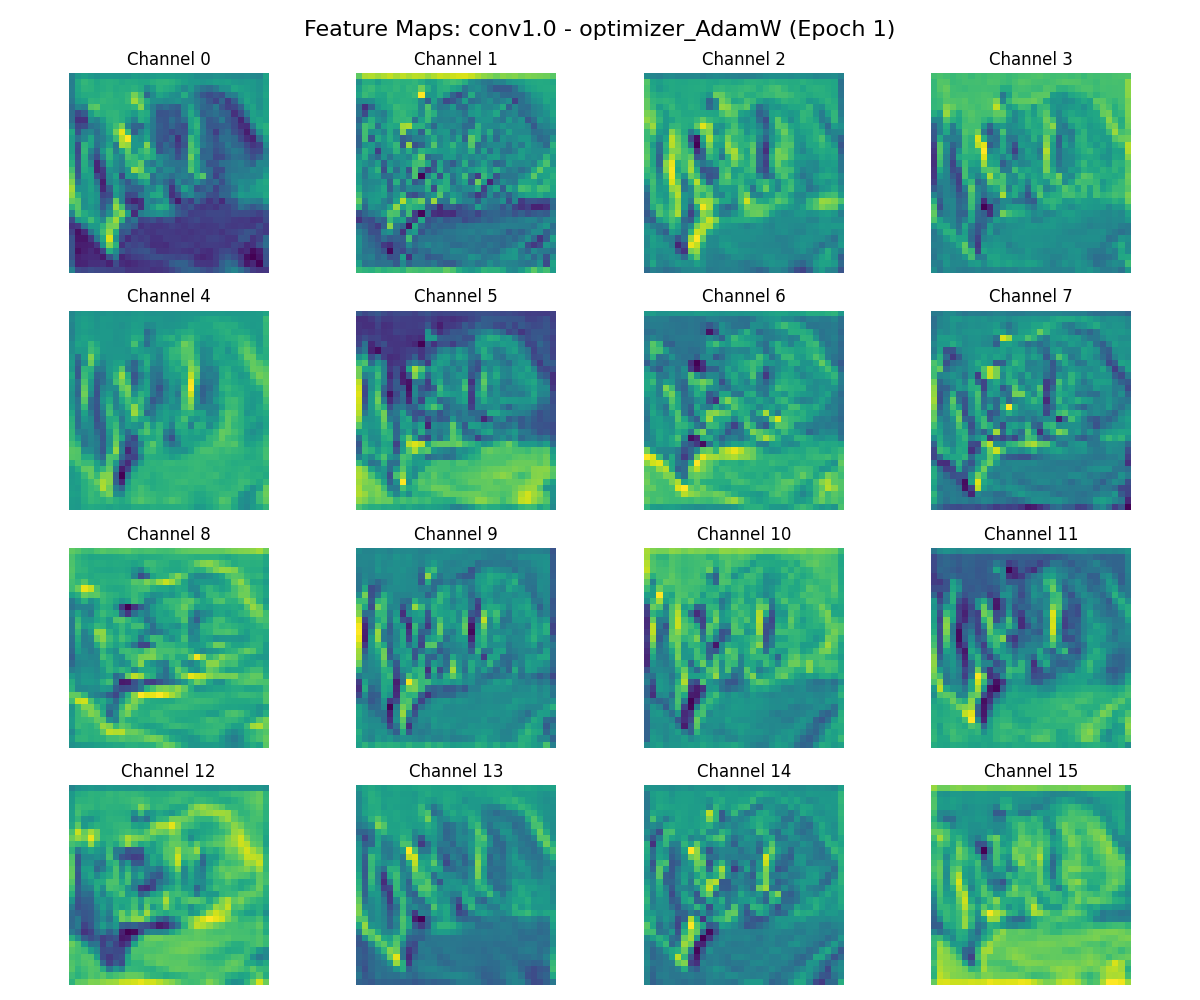 Feature Maps: conv1.0 - optimizer_AdamW (Epoch 1)
Channel 0
Channel 1
Channel 2
Channel 3
Channel 4
Channel 5
Channel 6
Channel 7
Channel 8
Channel 9
Channel 10
Channel 11
Channel 12
Channel 13
Channel 14
Channel 15